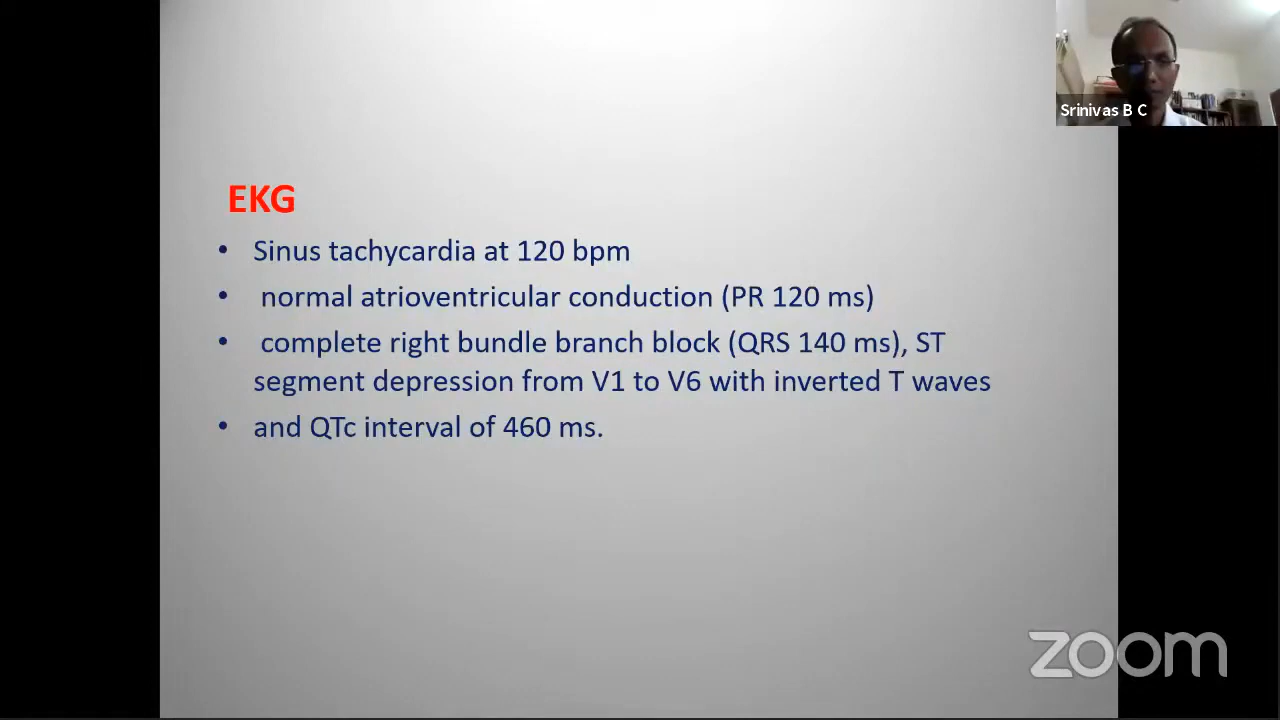 Srinivas B C
EKG
• Sinus tachycardia at 120 bpm
• normal atrioventricular conduction (PR 120 ms)
• complete right bundle branch block (QRS 140 ms), ST
segment depression from V1 to V6 with inverted T waves
• and QTc interval of 460 ms.
zoom